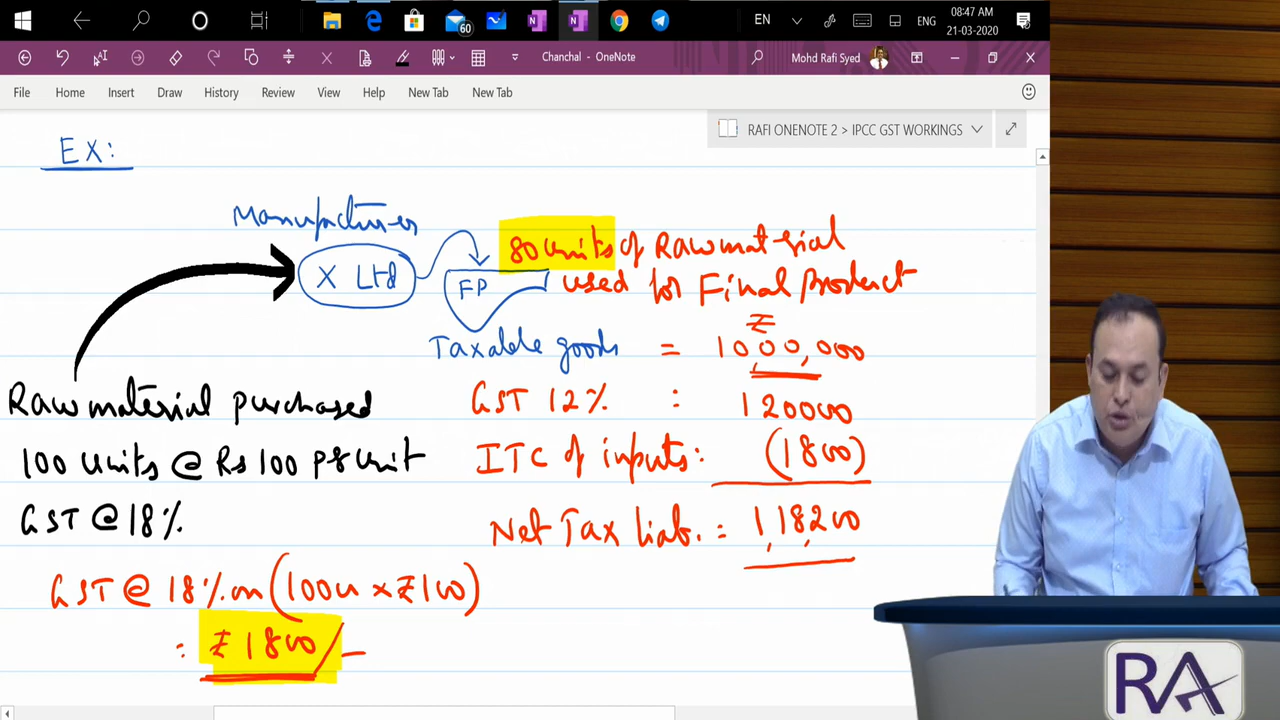 EN
ENG
08:47 AM
21-03-2020
60
Chanchal - OneNote
Mohd Rafi Syed
File Home Insert Draw History Review View Help New Tab New Tab
RAFI ONENOTE 2 > IPCC GST WORKINGS
EX:
Manufacturer
X Ltd
FP
80 units of Raw material
used for Final Product
₹
Taxable goods = 1000,000
GST 12% : 120000
ITC of inputs: (1800)
Net Tax liab. = 1,18,200
Raw material purchased
100 units @ Rs 100 per unit
GST @ 18%
GST @ 18% on (100u x ₹100)
: ₹1800/-
RA